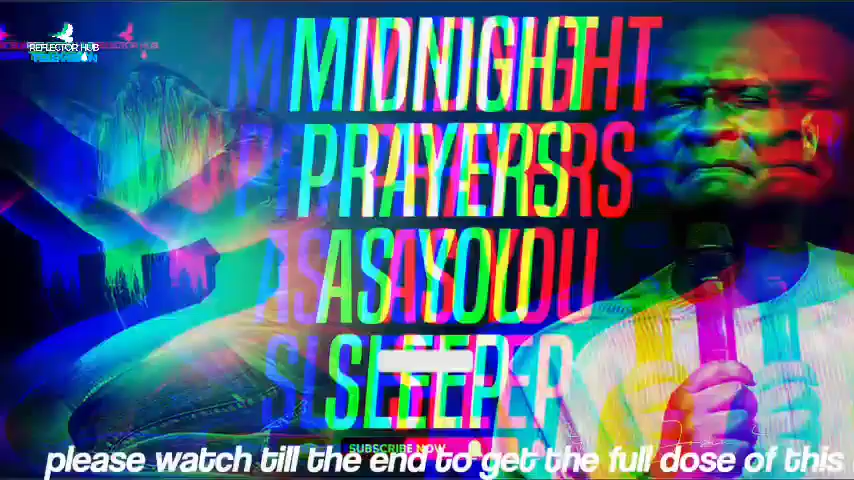 REFLECTOR HUB
TELEVISION
MIDNIGHT
PRAYERS
AS YOU
SLEEP
SUBSCRIBE NOW
please watch till the end to get the full dose of this